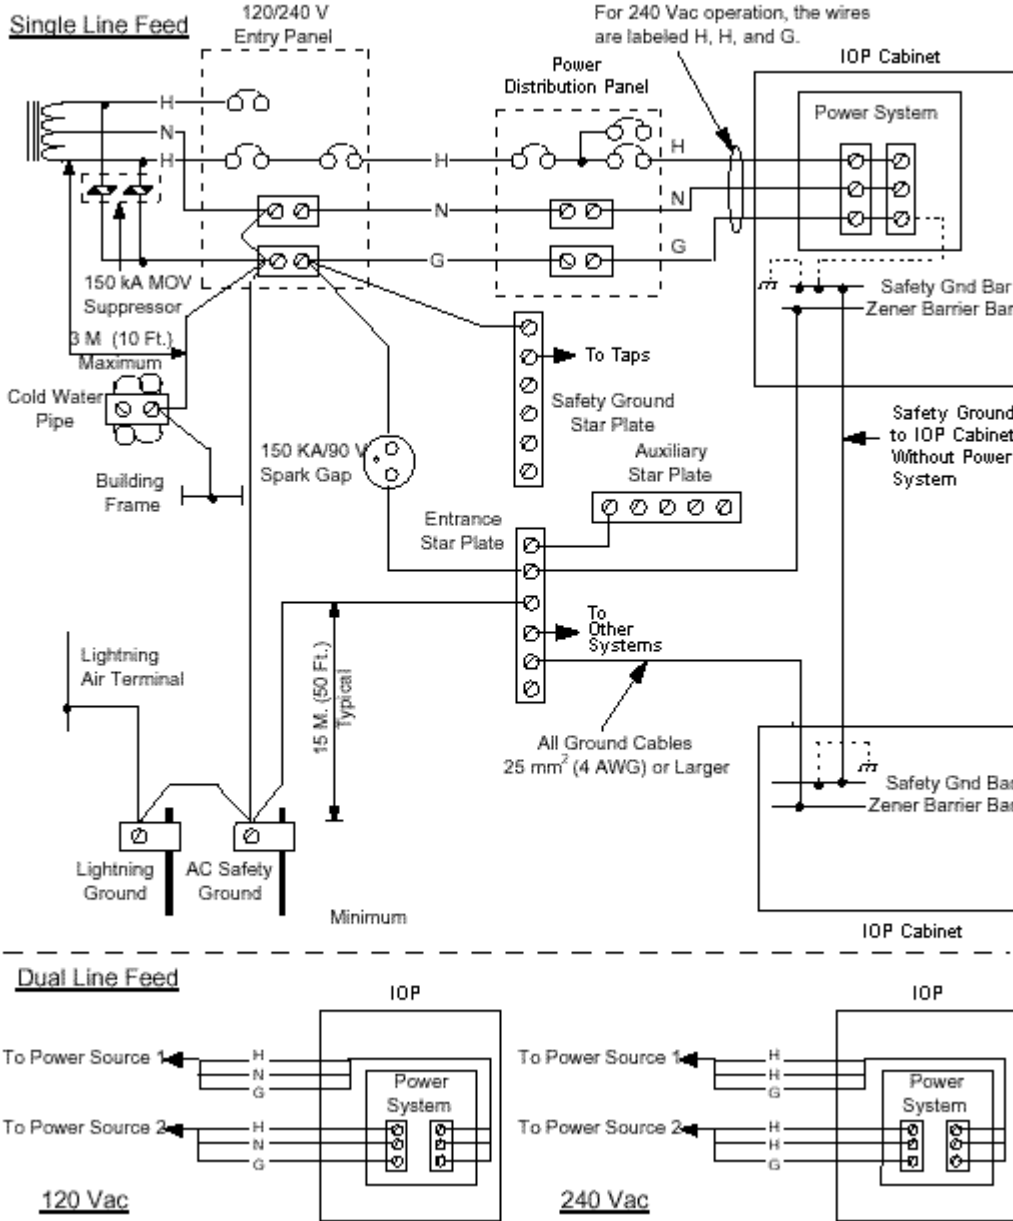 Single Line Feed
120/240 V
Entry Panel
For 240 Vac operation, the wires
are labeled H, H, and G.
Power
Distribution Panel
IOP Cabinet
Power System
H
N
H
H
N
G
H
N
G
150 kA MOV
Suppressor
3 M. (10 Ft.)
Maximum
Cold Water
Pipe
Building
Frame
150 KA/90 V
Spark Gap
To Taps
Safety Ground
Star Plate
Auxiliary
Star Plate
Entrance
Star Plate
Safety Gnd Bar
Zener Barrier Bar
Safety Ground
to IOP Cabinet
Without Power
System
To
Other
Systems
Lightning
Air Terminal
15 M. (50 Ft.)
Typical
All Ground Cables
25 mm² (4 AWG) or Larger
Safety Gnd Bar
Zener Barrier Bar
IOP Cabinet
Lightning
Ground
AC Safety
Ground
Minimum
Dual Line Feed
IOP
To Power Source 1
H
N
G
Power
System
To Power Source 2
H
N
G
120 Vac
IOP
To Power Source 1
H
H
G
Power
System
To Power Source 2
H
H
G
240 Vac